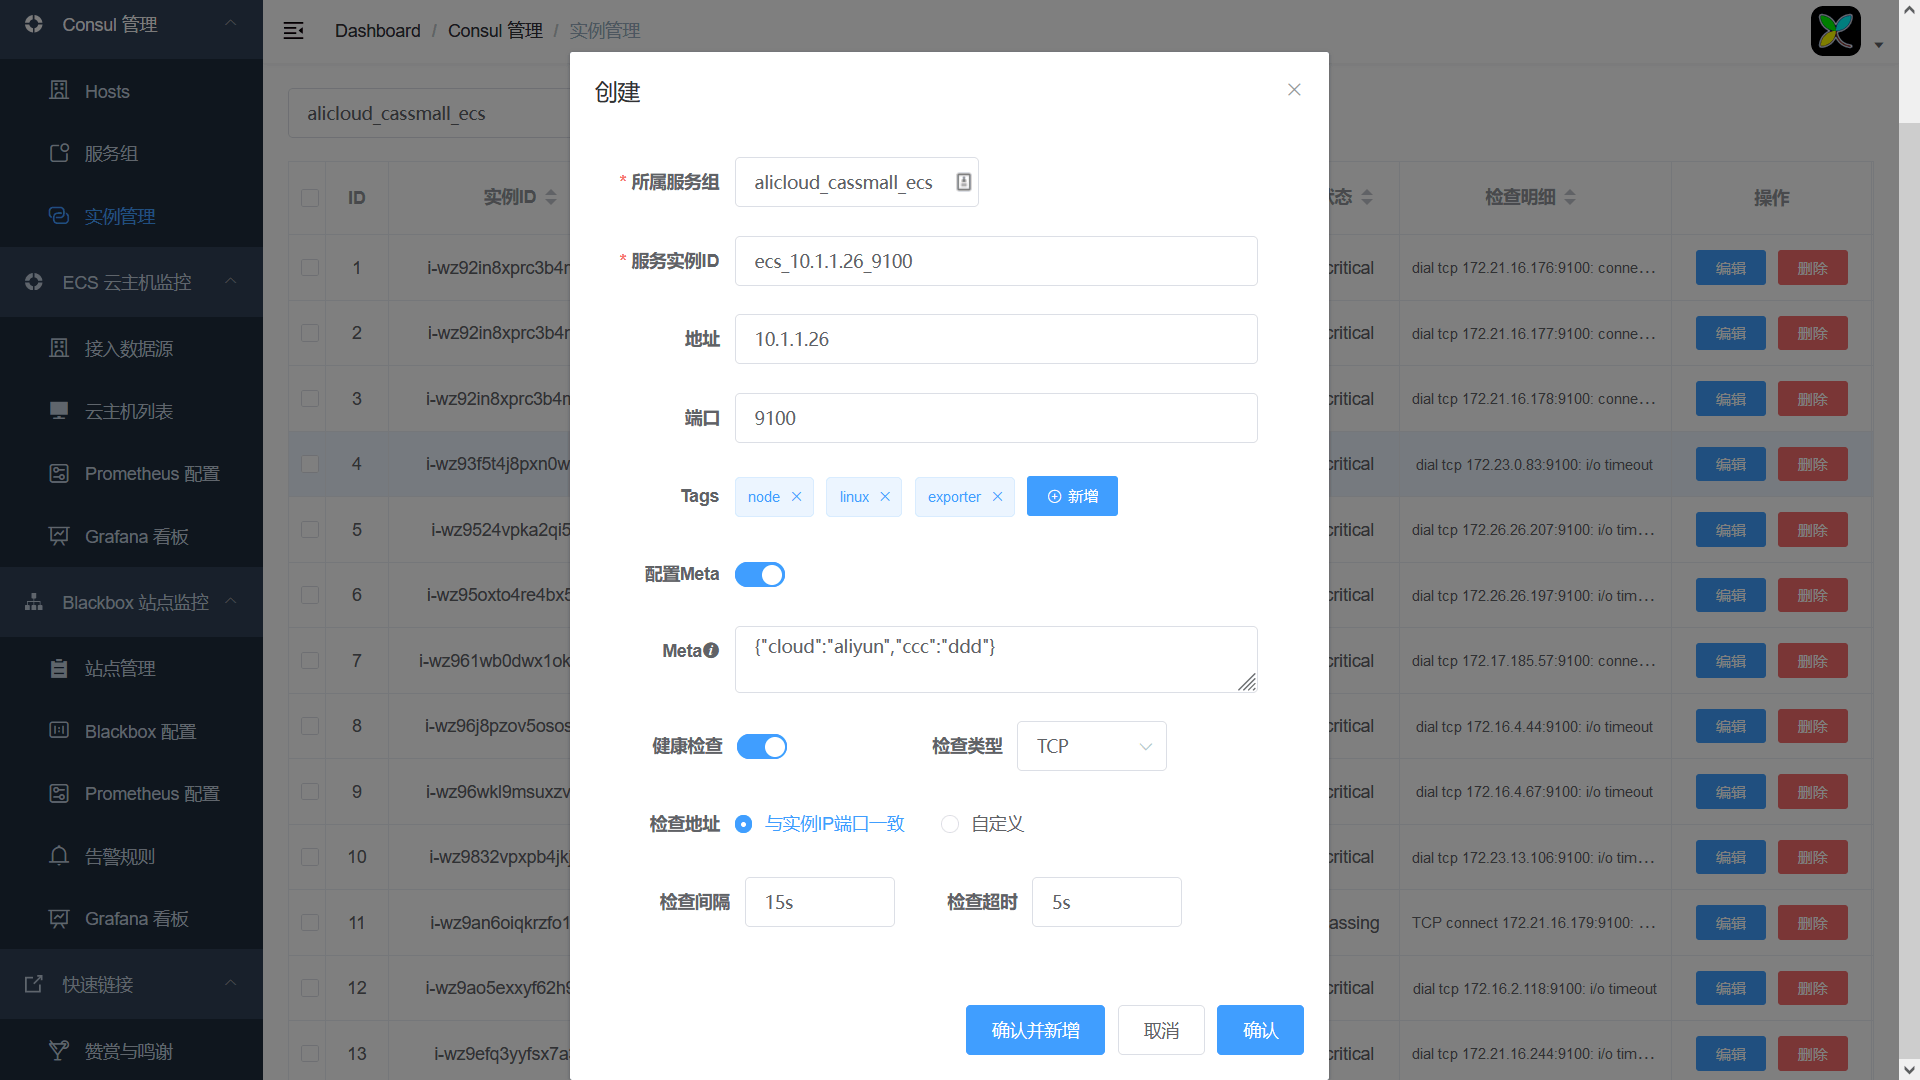 Consul 管理
Hosts
服务组
实例管理
ECS 云主机监控
接入数据源
云主机列表
Prometheus 配置
Grafana 看板
Blackbox 站点监控
站点管理
Blackbox 配置
Prometheus 配置
告警规则
Grafana 看板
快速链接
赞赏与鸣谢
Dashboard / Consul 管理 / 实例管理
alicloud_cassmall_ecs
创建
* 所属服务组 alicloud_cassmall_ecs
* 服务实例ID ecs_10.1.1.26_9100
地址 10.1.1.26
端口 9100
Tags node linux exporter 新增
配置Meta
Meta {"cloud":"aliyun","ccc":"ddd"}
健康检查 检查类型 TCP
检查地址 与实例IP端口一致 自定义
检查间隔 15s 检查超时 5s
确认并新增 取消 确认
ID 实例ID 态 检查明细 操作
1 i-wz92in8xprc3b4r critical dial tcp 172.21.16.176:9100: conne… 编辑 删除
2 i-wz92in8xprc3b4r critical dial tcp 172.21.16.177:9100: conne… 编辑 删除
3 i-wz92in8xprc3b4m critical dial tcp 172.21.16.178:9100: conne… 编辑 删除
4 i-wz93f5t4j8pxn0w critical dial tcp 172.23.0.83:9100: i/o timeout 编辑 删除
5 i-wz9524vpka2qi5 critical dial tcp 172.26.26.207:9100: i/o tim… 编辑 删除
6 i-wz95oxto4re4bx5 critical dial tcp 172.26.26.197:9100: i/o tim… 编辑 删除
7 i-wz961wb0dwx1ok critical dial tcp 172.17.185.57:9100: conne… 编辑 删除
8 i-wz96j8pzov5osos critical dial tcp 172.16.4.44:9100: i/o timeout 编辑 删除
9 i-wz96wkl9msuxzv critical dial tcp 172.16.4.67:9100: i/o timeout 编辑 删除
10 i-wz9832vpxpb4jk critical dial tcp 172.23.13.106:9100: i/o tim… 编辑 删除
11 i-wz9an6oiqkrzfo1 assing TCP connect 172.21.16.179:9100: … 编辑 删除
12 i-wz9ao5exxyf62h9 critical dial tcp 172.16.2.118:9100: i/o timeout 编辑 删除
13 i-wz9efq3yyfsx7a critical dial tcp 172.21.16.244:9100: i/o tim… 编辑 删除